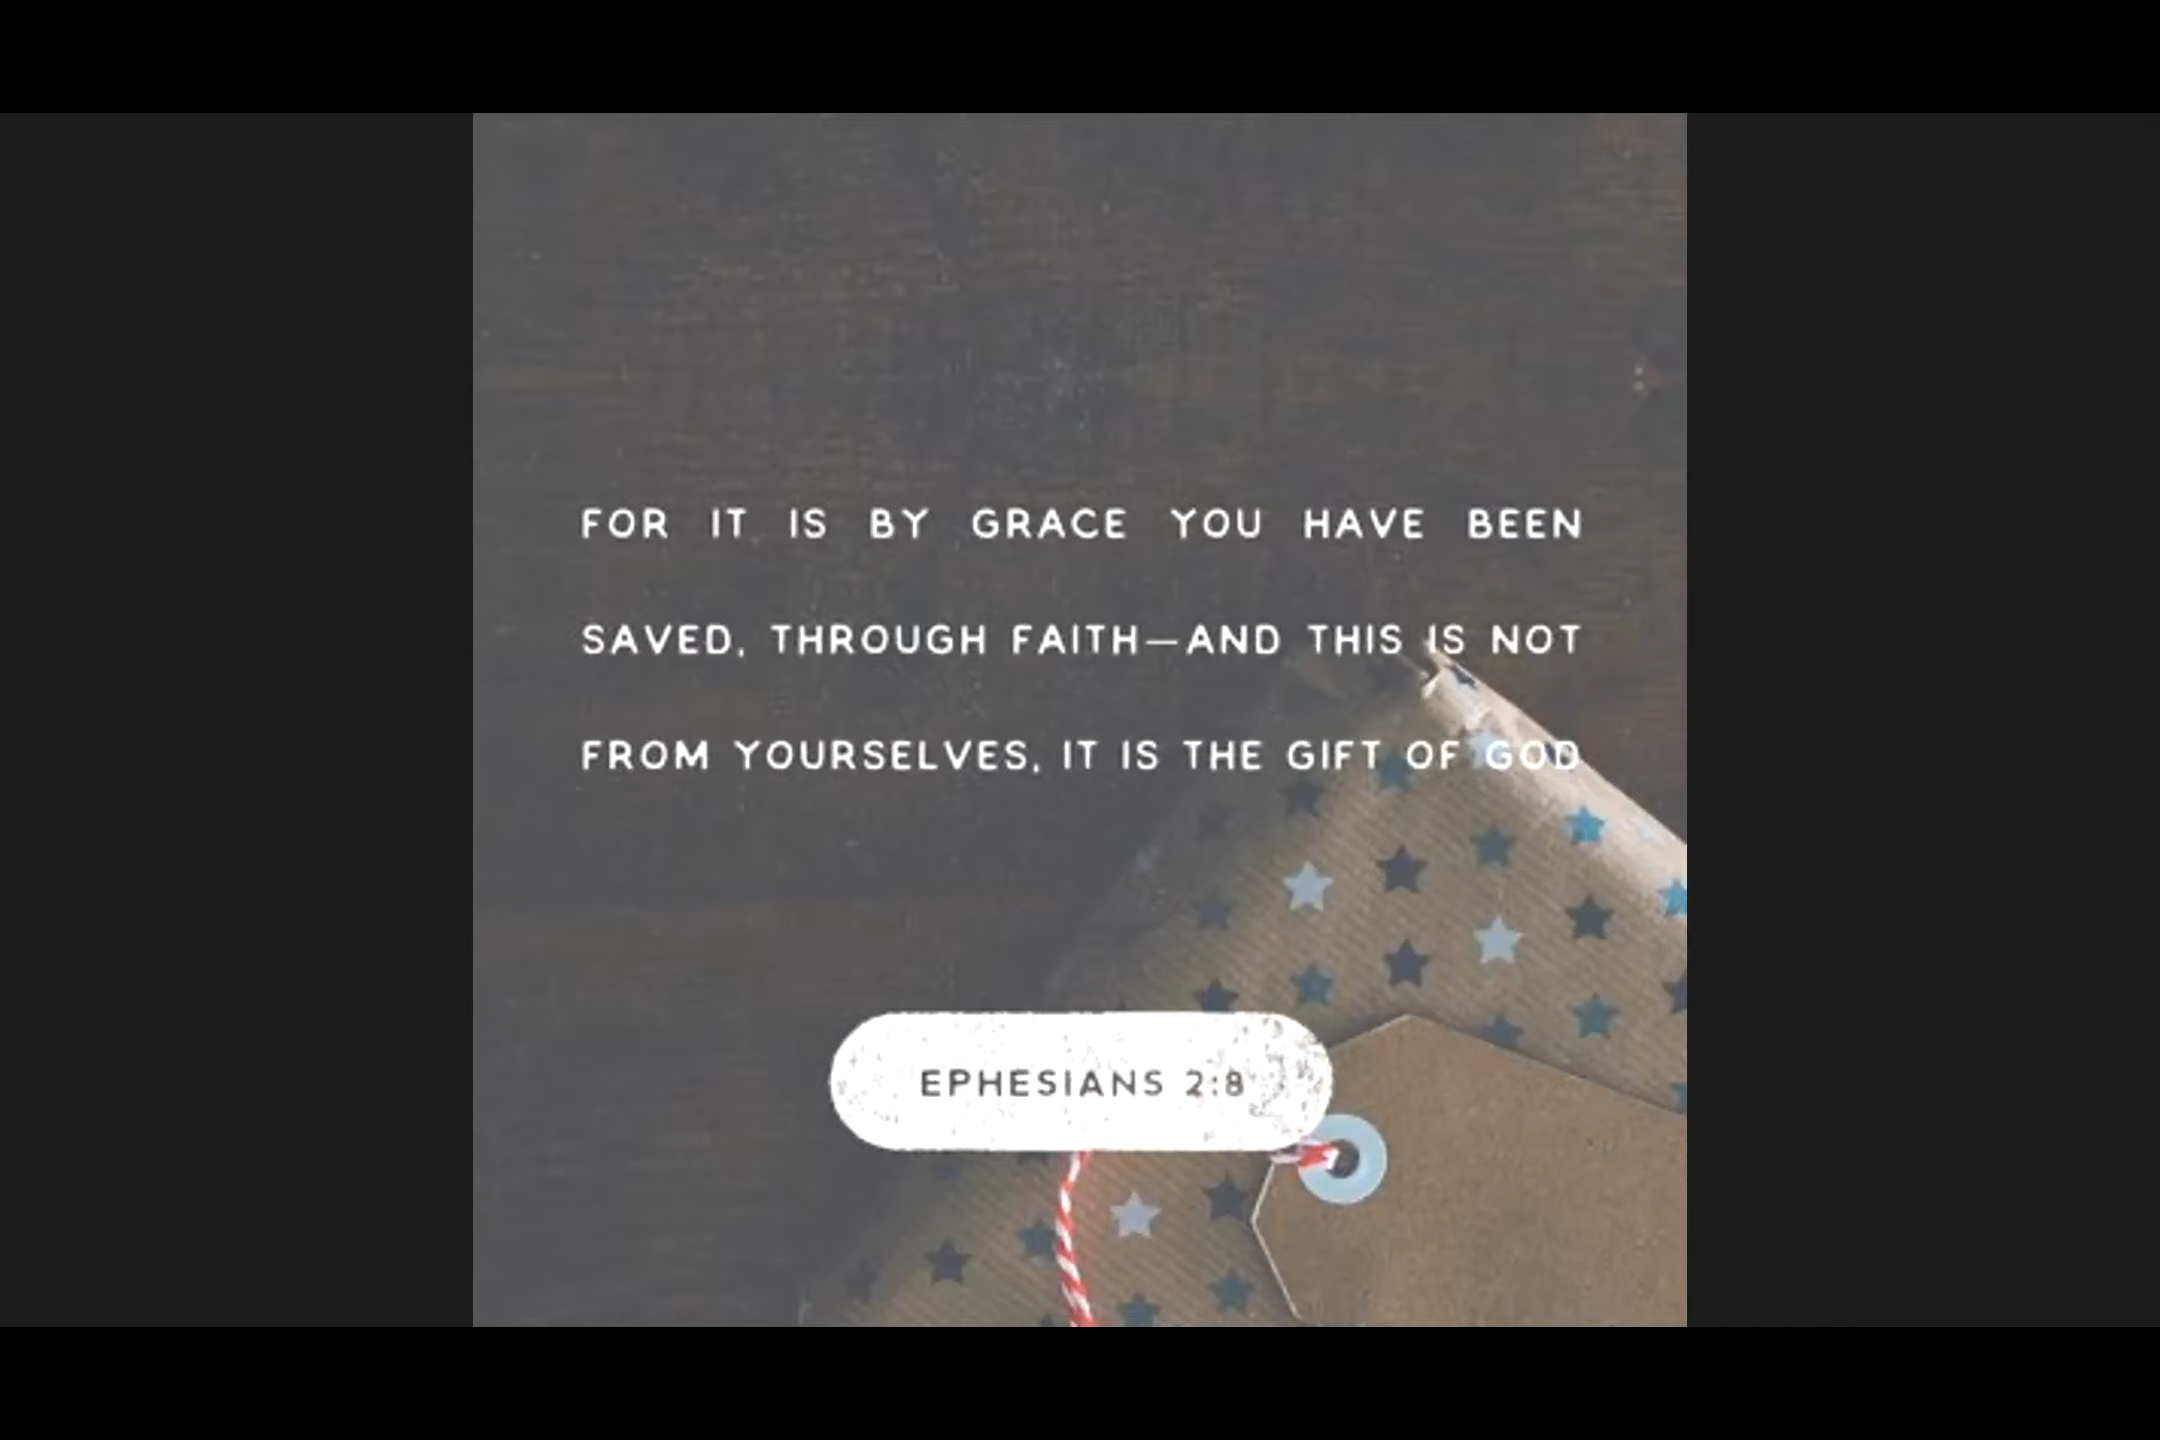 FOR IT IS BY GRACE YOU HAVE BEEN
SAVED, THROUGH FAITH—AND THIS IS NOT
FROM YOURSELVES, IT IS THE GIFT OF GOD
EPHESIANS 2:8